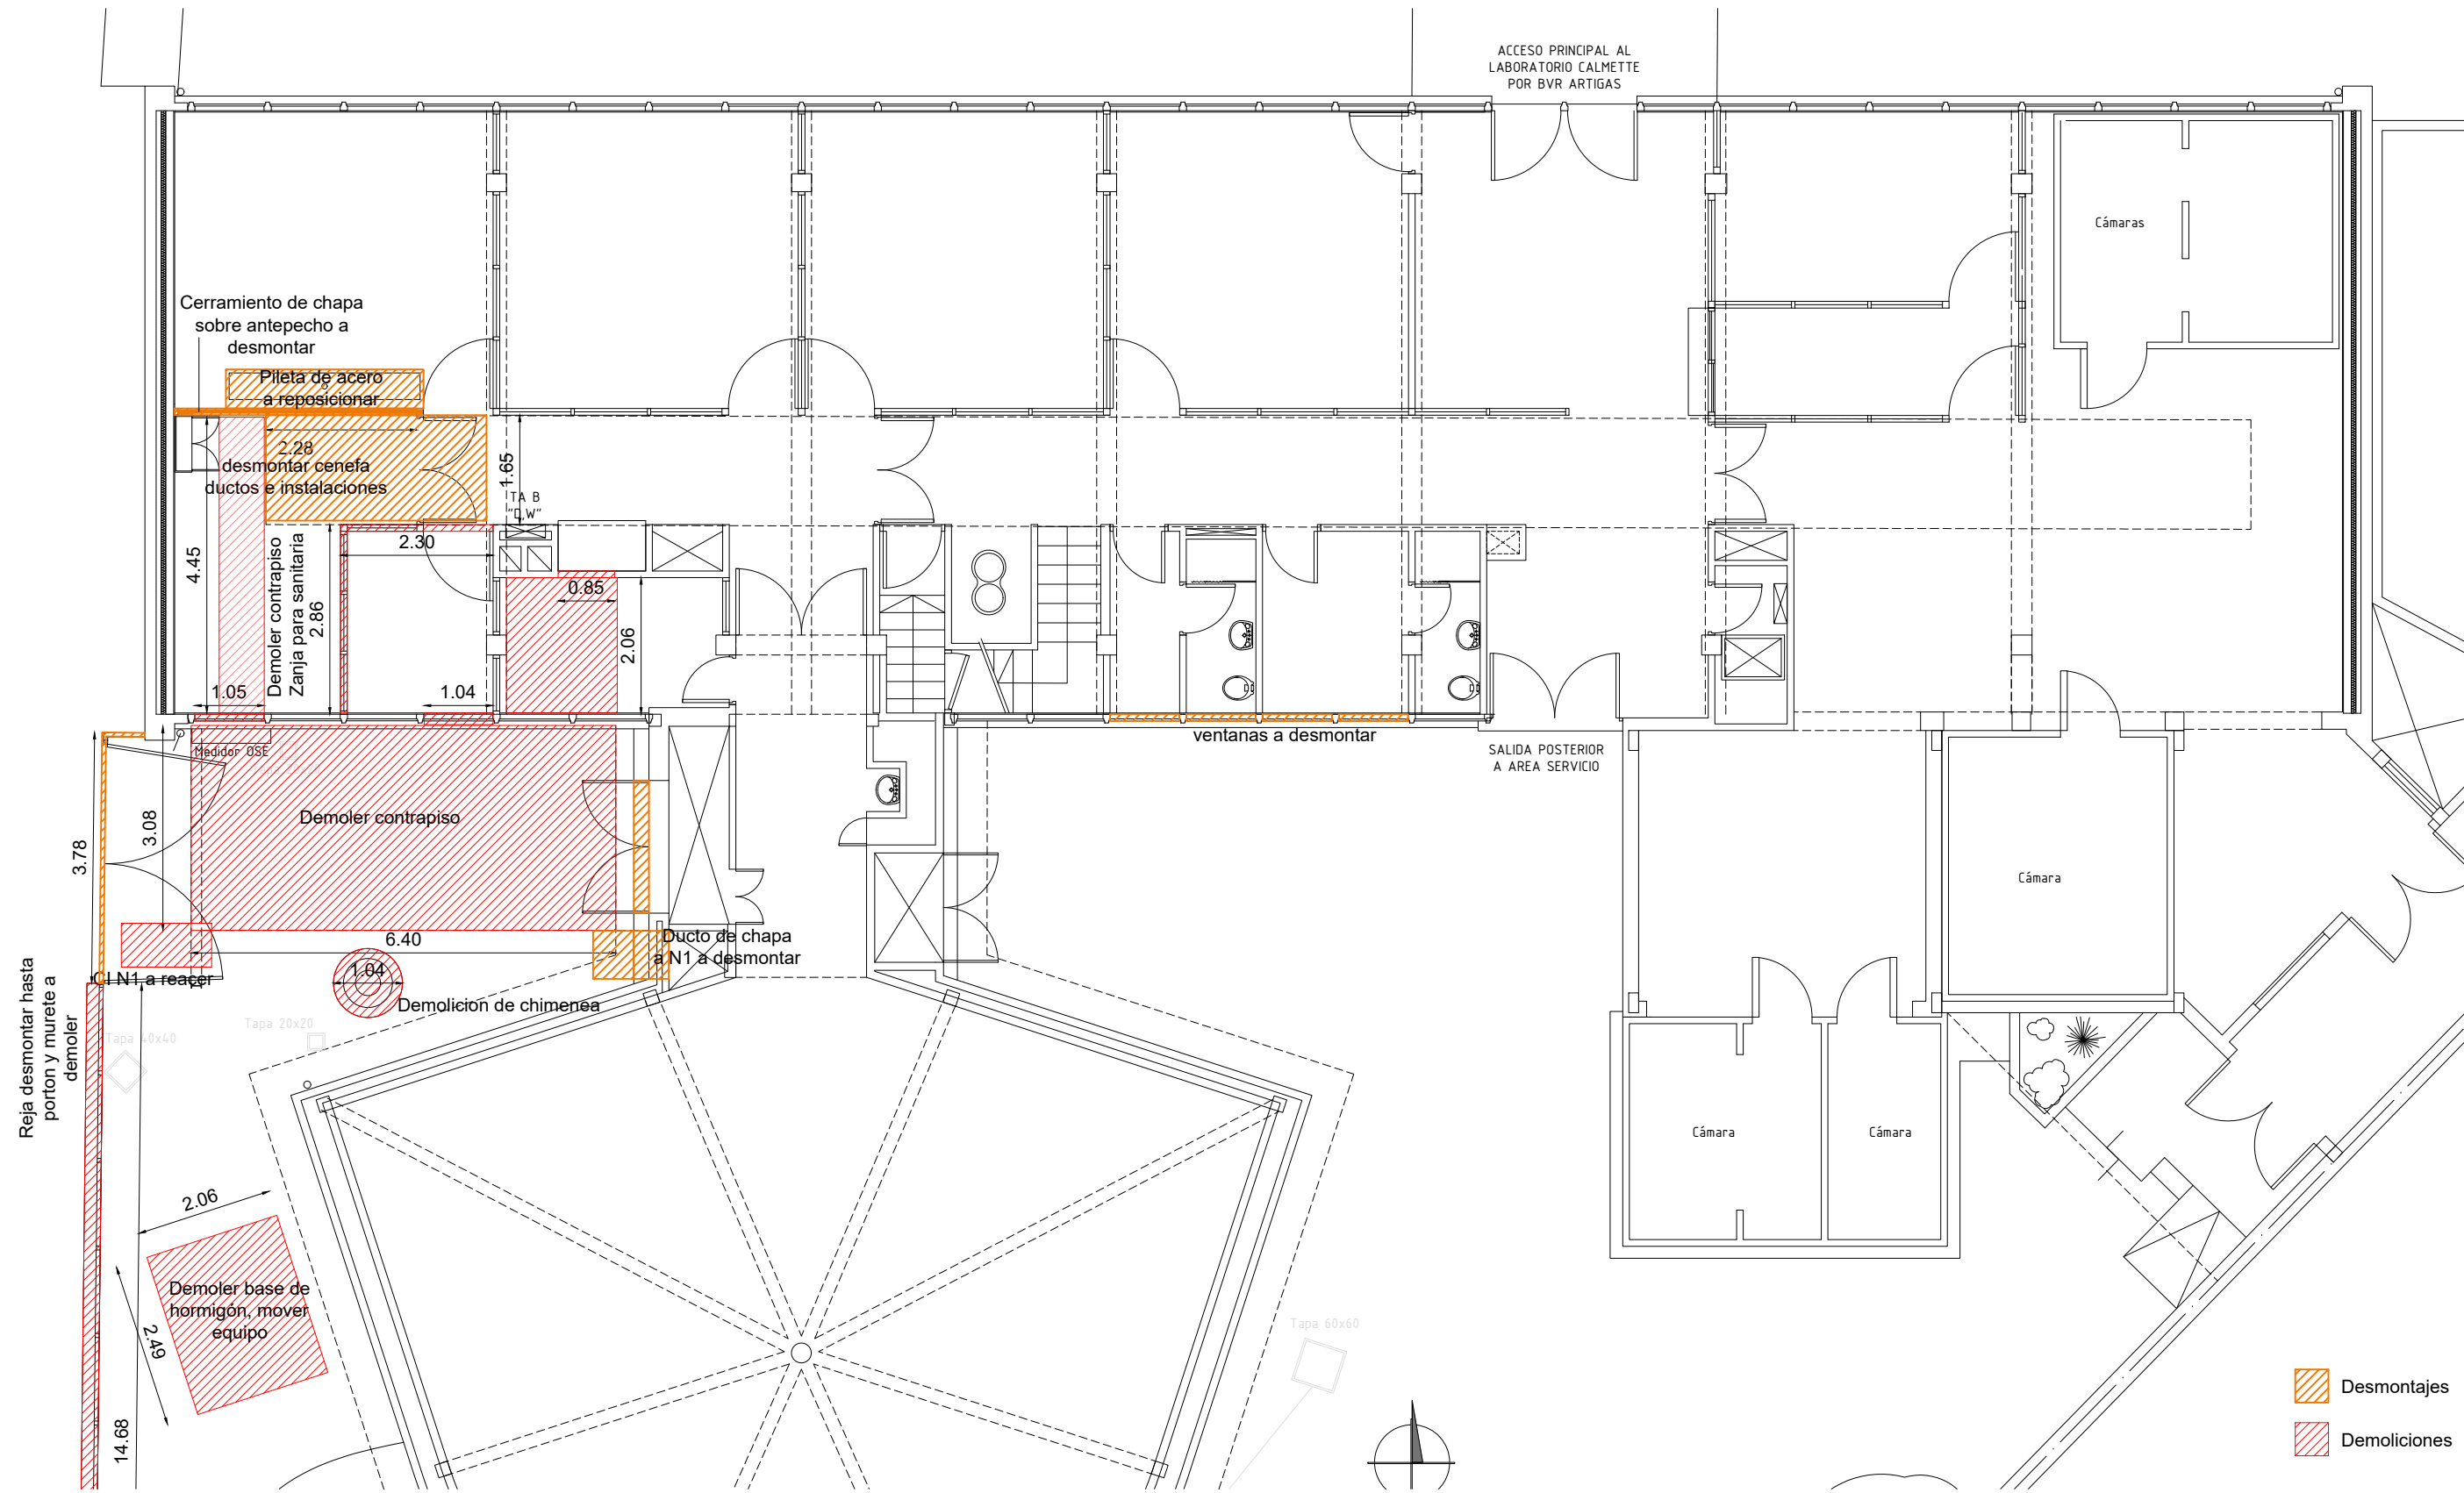 ACCESO PRINCIPAL AL
LABORATORIO CALMETTE
POR BVR ARTIGAS
Cámaras
Cerramiento de chapa
sobre antepecho a
desmontar
Pileta de acero
a reposicionar
2.28
desmontar cenefa
ductos e instalaciones
1.65
TA B
"D,W"
4.45
Demoler contrapiso
Zanja para sanitaria
2.86
2.30
0.85
2.06
1.05
1.04
Medidor OSE
ventanas a desmontar
SALIDA POSTERIOR
A AREA SERVICIO
3.78
3.08
Demoler contrapiso
Cámara
6.40
Ducto de chapa
a N1 a desmontar
CI N1 a reacer
1.04
Demolicion de chimenea
Reja desmontar hasta
porton y murete a
demoler
Tapa 40x40
Tapa 20x20
Cámara
Cámara
2.06
Demoler base de
hormigón, mover
equipo
2.49
14.68
Tapa 60x60
Desmontajes
Demoliciones